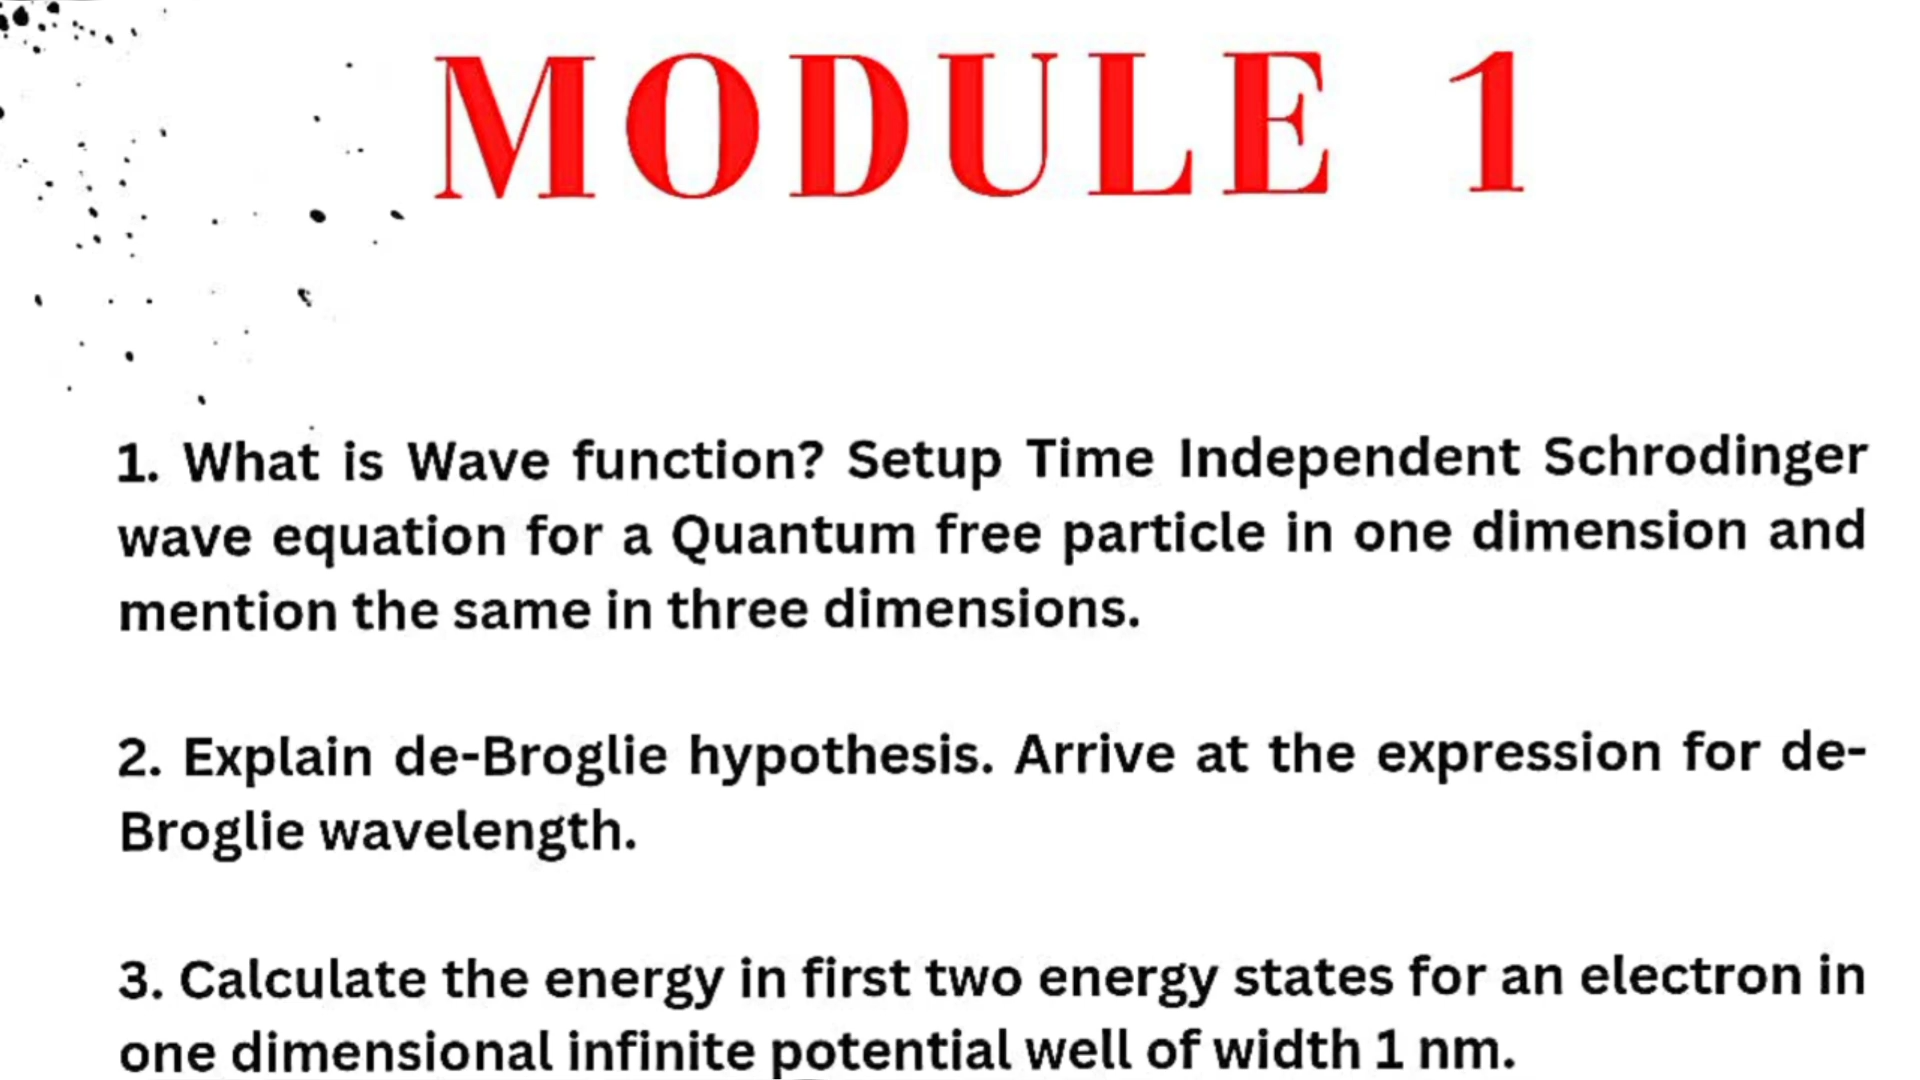 MODULE 1
1. What is Wave function? Setup Time Independent Schrodinger
wave equation for a Quantum free particle in one dimension and
mention the same in three dimensions.
2. Explain de-Broglie hypothesis. Arrive at the expression for de-
Broglie wavelength.
3. Calculate the energy in first two energy states for an electron in
one dimensional infinite potential well of width 1 nm.